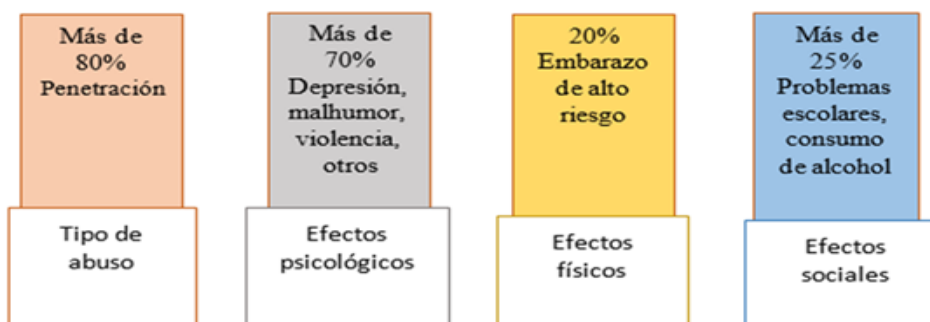 Más de
80%
Penetración
Tipo de
abuso
Más de
70%
Depresión,
malhumor,
violencia,
otros
Efectos
psicológicos
20%
Embarazo
de alto
riesgo
Efectos
físicos
Más de
25%
Problemas
escolares,
consumo
de alcohol
Efectos
sociales